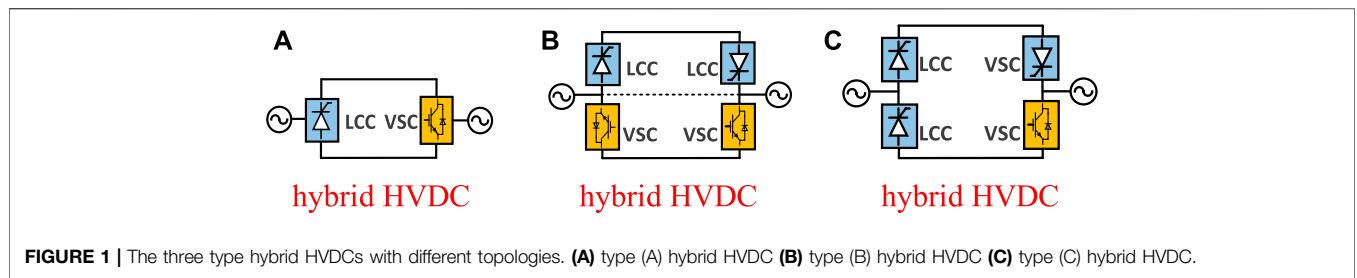 A
B
C
LCC
LCC
LCC
VSC
LCC VSC
VSC
VSC
LCC
VSC
hybrid HVDC
hybrid HVDC
hybrid HVDC
FIGURE 1 | The three type hybrid HVDCs with different topologies. (A) type (A) hybrid HVDC (B) type (B) hybrid HVDC (C) type (C) hybrid HVDC.